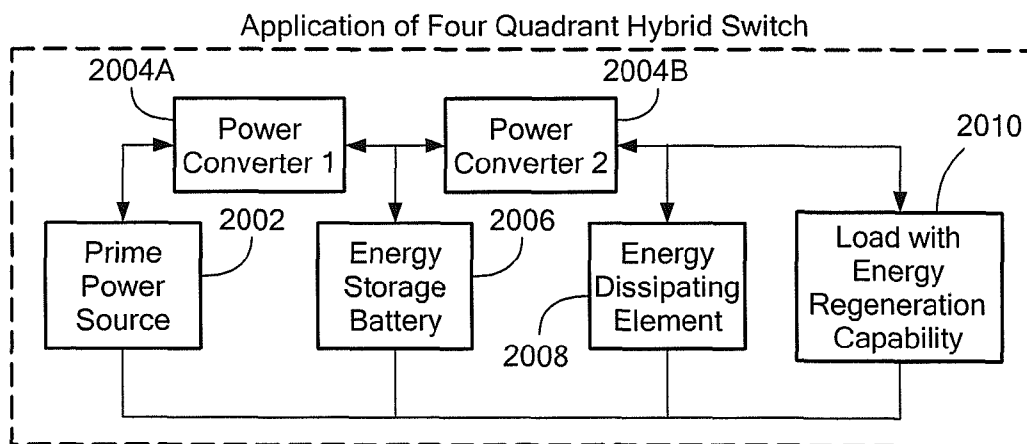 Application of Four Quadrant Hybrid Switch
2004A
2004B
Power
Converter 1
Power
Converter 2
2010
2002
2006
Prime
Power
Source
Energy
Storage
Battery
Energy
Dissipating
Element
2008
Load with
Energy
Regeneration
Capability